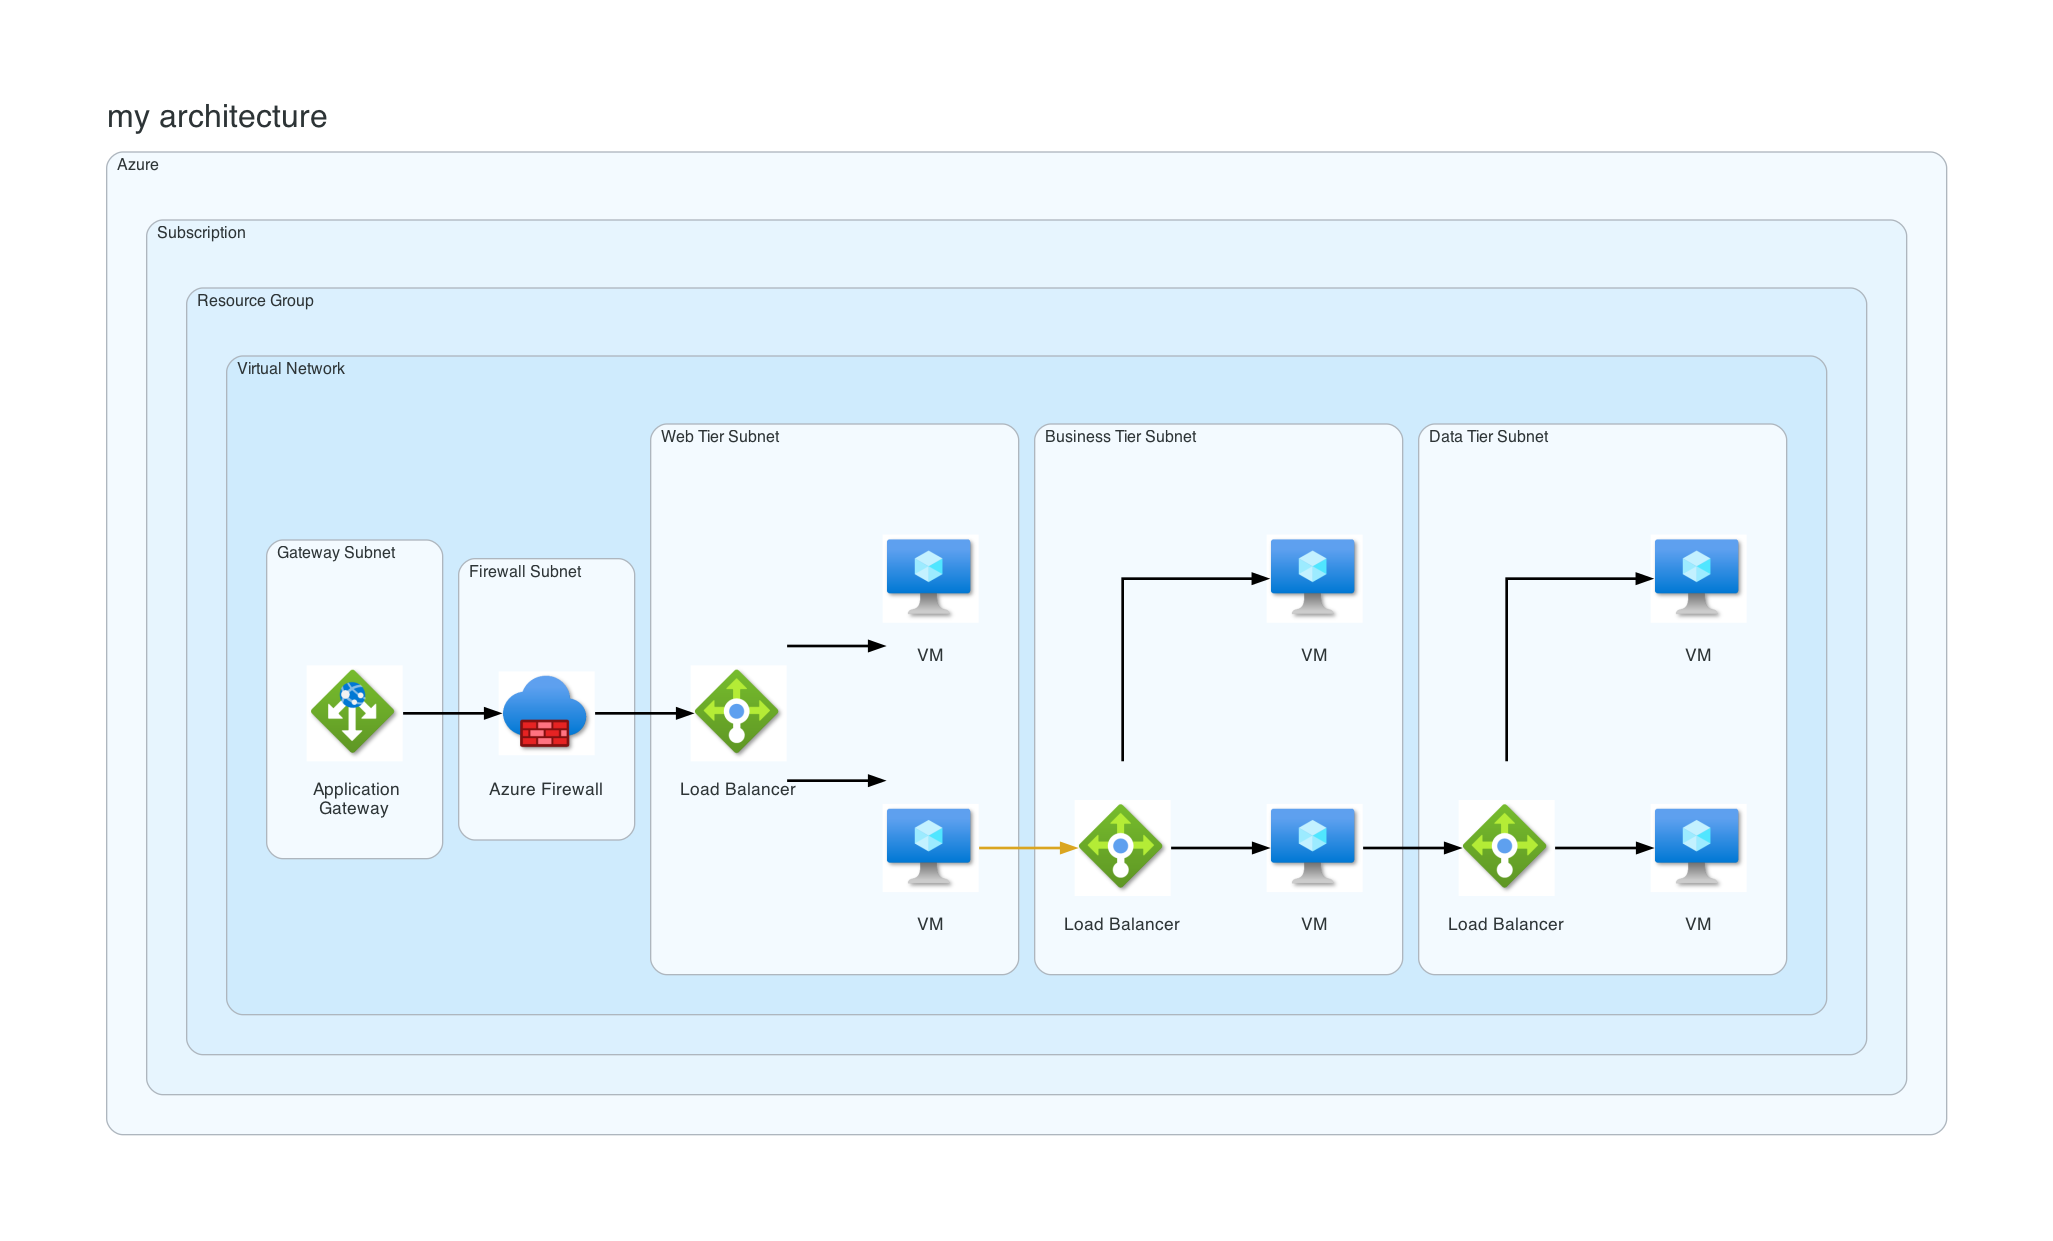 my architecture
Azure
Subscription
Resource Group
Virtual Network
Web Tier Subnet
Business Tier Subnet
Data Tier Subnet
Gateway Subnet
Firewall Subnet
VM
VM
VM
Application
Gateway
Azure Firewall
Load Balancer
VM
Load Balancer
VM
Load Balancer
VM